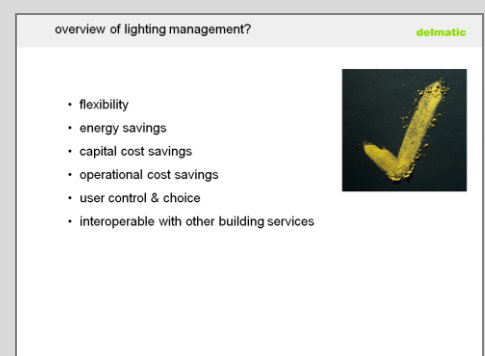 overview of lighting management?
delmatic
• flexibility
• energy savings
• capital cost savings
• operational cost savings
• user control & choice
• interoperable with other building services